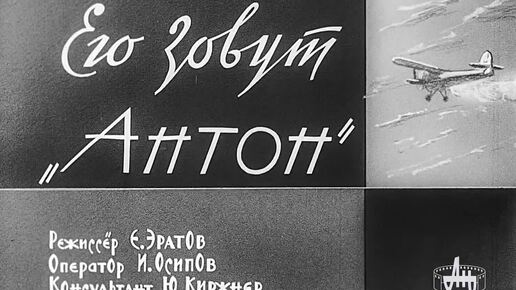 Его зовут
„Антон"
Режиссёр Е. Эратов
Оператор И. Осипов
Консультант Ю. Киржнер